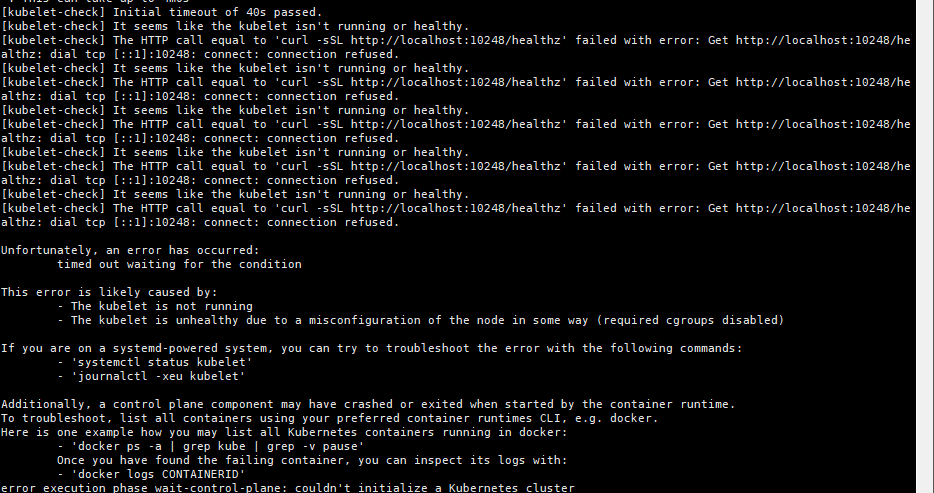 [kubelet-check] Initial timeout of 40s passed.
[kubelet-check] It seems like the kubelet isn't running or healthy.
[kubelet-check] The HTTP call equal to 'curl -sSL http://localhost:10248/healthz' failed with error: Get http://localhost:10248/he
althz: dial tcp [::1]:10248: connect: connection refused.
[kubelet-check] It seems like the kubelet isn't running or healthy.
[kubelet-check] The HTTP call equal to 'curl -sSL http://localhost:10248/healthz' failed with error: Get http://localhost:10248/he
althz: dial tcp [::1]:10248: connect: connection refused.
[kubelet-check] It seems like the kubelet isn't running or healthy.
[kubelet-check] The HTTP call equal to 'curl -sSL http://localhost:10248/healthz' failed with error: Get http://localhost:10248/he
althz: dial tcp [::1]:10248: connect: connection refused.
[kubelet-check] It seems like the kubelet isn't running or healthy.
[kubelet-check] The HTTP call equal to 'curl -sSL http://localhost:10248/healthz' failed with error: Get http://localhost:10248/he
althz: dial tcp [::1]:10248: connect: connection refused.
[kubelet-check] It seems like the kubelet isn't running or healthy.
[kubelet-check] The HTTP call equal to 'curl -sSL http://localhost:10248/healthz' failed with error: Get http://localhost:10248/he
althz: dial tcp [::1]:10248: connect: connection refused.
Unfortunately, an error has occurred:
timed out waiting for the condition
This error is likely caused by:
- The kubelet is not running
- The kubelet is unhealthy due to a misconfiguration of the node in some way (required cgroups disabled)
If you are on a systemd-powered system, you can try to troubleshoot the error with the following commands:
- 'systemctl status kubelet'
- 'journalctl -xeu kubelet'
Additionally, a control plane component may have crashed or exited when started by the container runtime.
To troubleshoot, list all containers using your preferred container runtimes CLI, e.g. docker.
Here is one example how you may list all Kubernetes containers running in docker:
- 'docker ps -a | grep kube | grep -v pause'
Once you have found the failing container, you can inspect its logs with:
- 'docker logs CONTAINERID'
error execution phase wait-control-plane: couldn't initialize a Kubernetes cluster